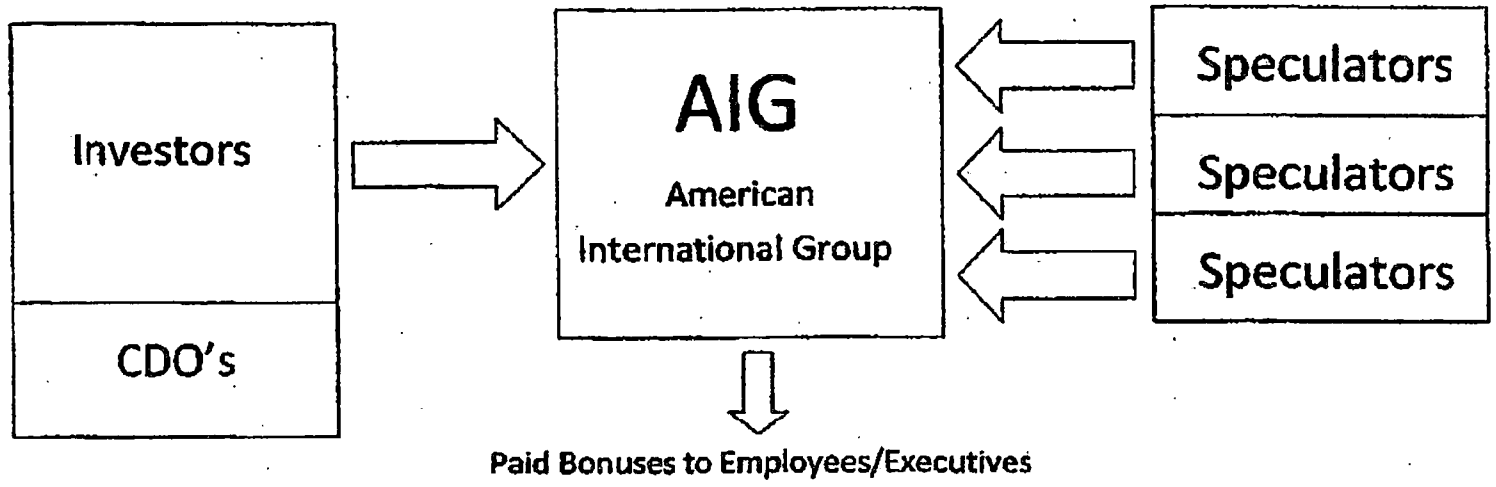 Investors
CDO's
AIG
American
International Group
Speculators
Speculators
Speculators
Paid Bonuses to Employees/Executives